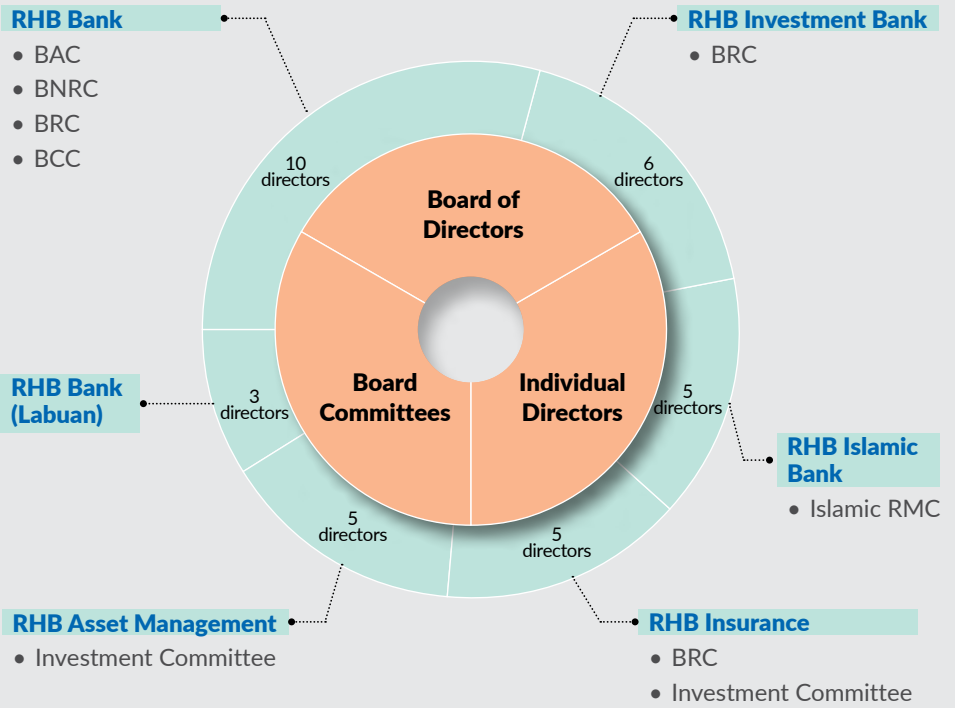 RHB Bank
• BAC
• BNRC
• BRC
• BCC
RHB Investment Bank
• BRC
10
directors
6
directors
Board of
Directors
Board
Committees
Individual
Directors
RHB Bank
(Labuan)
3
directors
5
directors
RHB Islamic
Bank
• Islamic RMC
5
directors
5
directors
RHB Asset Management
• Investment Committee
RHB Insurance
• BRC
• Investment Committee